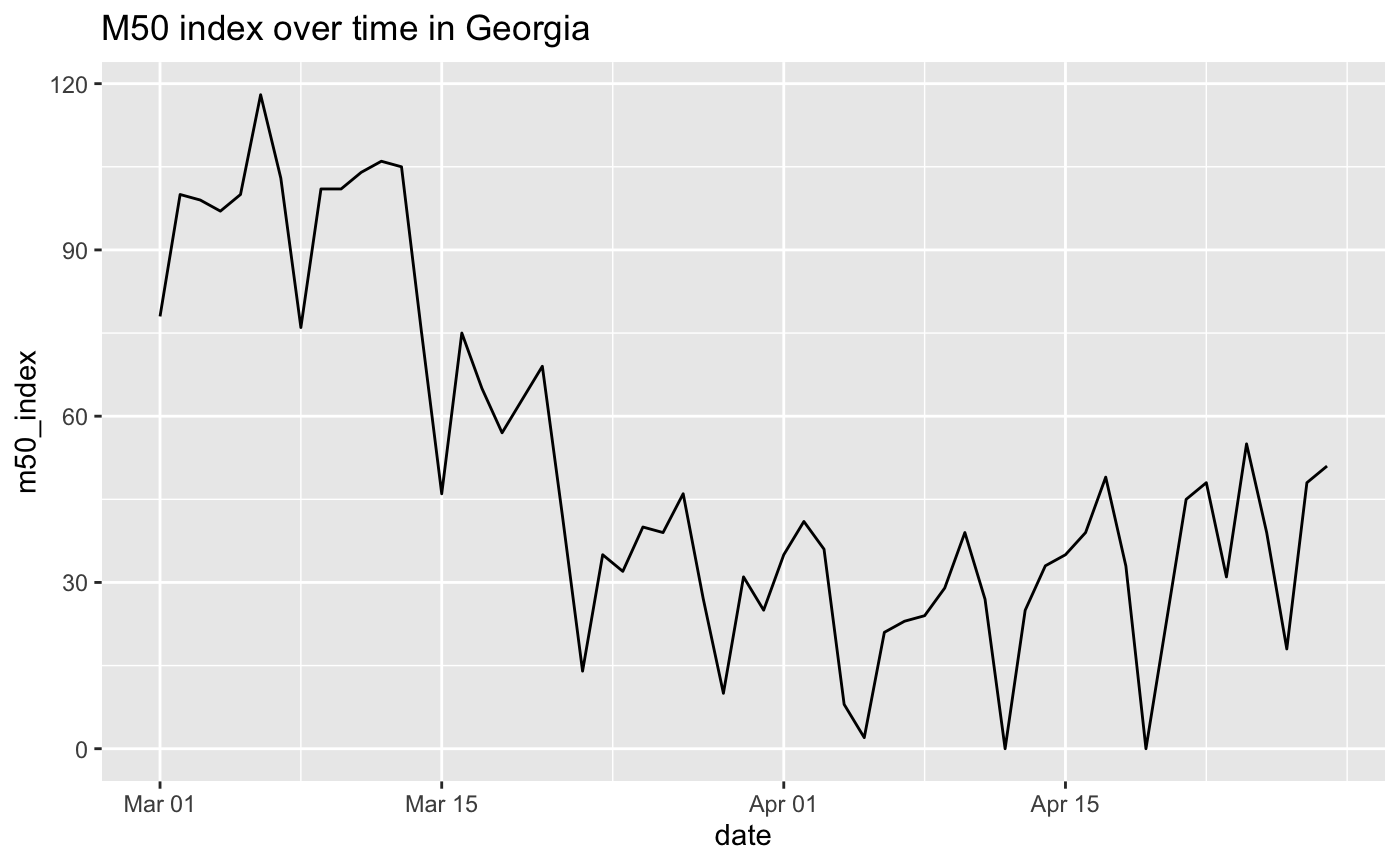 M50 index over time in Georgia
120
90
60
30
0
m50_index
Mar 01
Mar 15
Apr 01
Apr 15
date